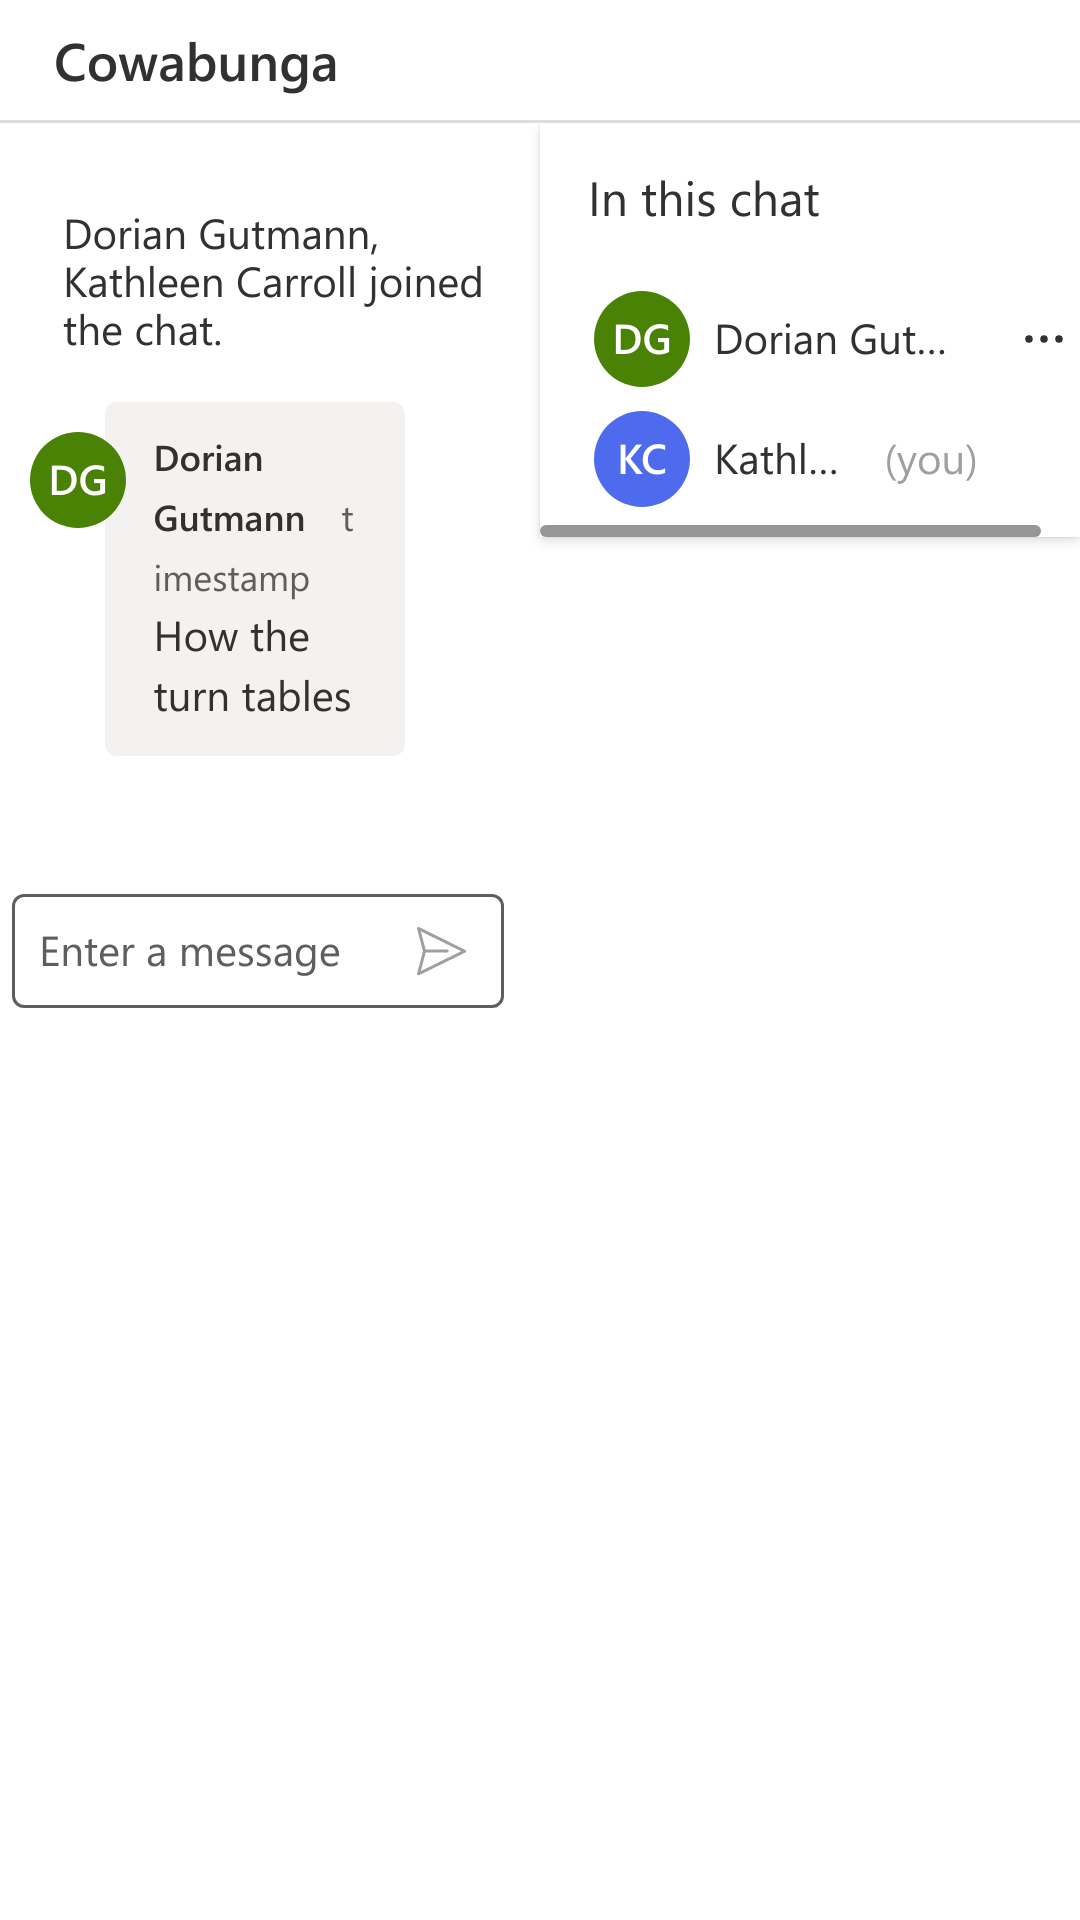 Cowabunga
Dorian Gutmann,
Kathleen Carroll joined
the chat.
DG
Dorian
Gutmann t
imestamp
How the
turn tables
Enter a message
In this chat
DG Dorian Gut...
KC Kathl... (you)